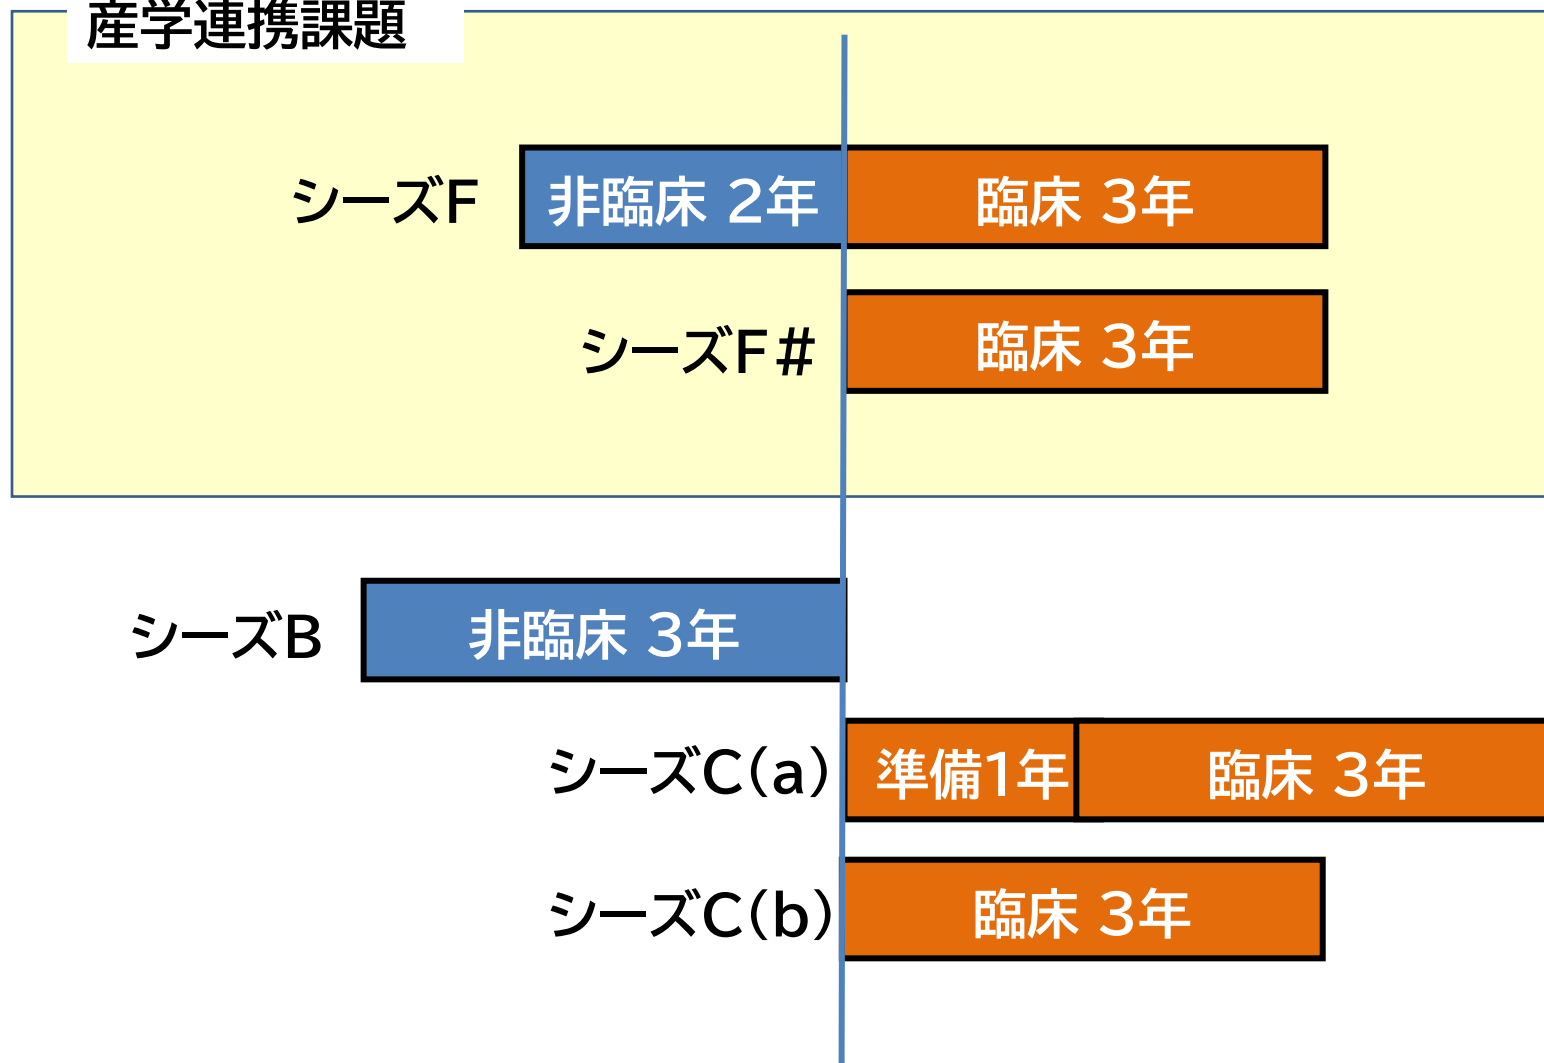 産学連携課題
シーズF 非臨床 2年 臨床 3年
シーズF＃ 臨床 3年
シーズB 非臨床 3年
シーズC(a) 準備1年 臨床 3年
シーズC(b) 臨床 3年